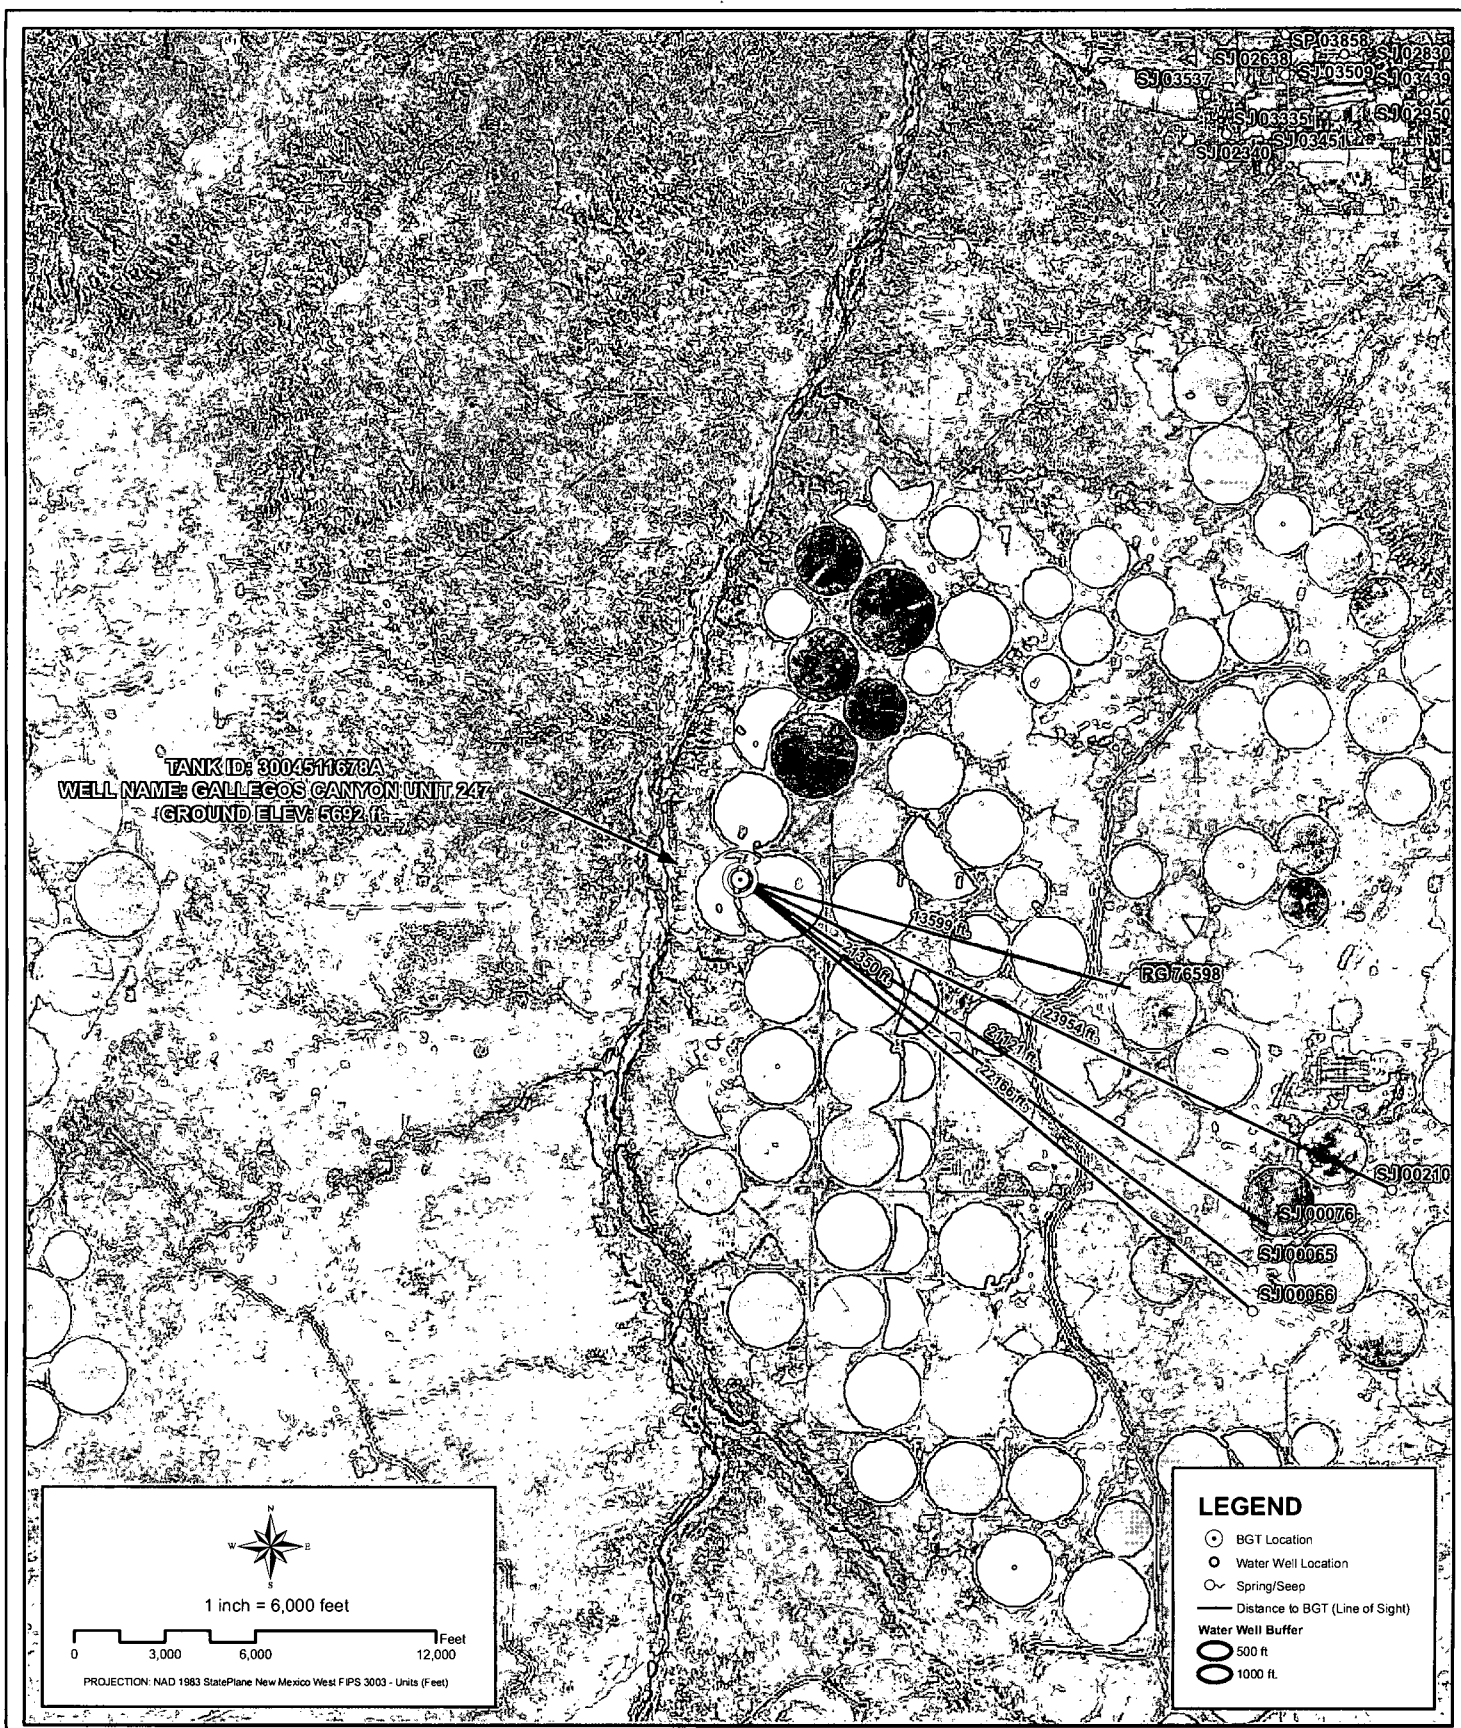 SP 03858
SJ 02638
SJ 02830
SJ 03509
SJ 03439
SJ 03537
SJ 02950
SJ 03335
SJ 03451
SJ 02340
TANK ID: 3004511678A
WELL NAME: GALLEGOS CANYON UNIT 247
GROUND ELEV: 5692 ft.
13599 ft.
RG 76598
23954 ft.
21121 ft.
22166 ft.
SJ 00210
SJ 00076
SJ 00065
SJ 00066
N
W E
S
1 inch = 6,000 feet
Feet
0 3,000 6,000 12,000
PROJECTION: NAD 1983 StatePlane New Mexico West FIPS 3003 - Units (Feet)
LEGEND
BGT Location
Water Well Location
Spring/Seep
Distance to BGT (Line of Sight)
Water Well Buffer
500 ft
1000 ft.